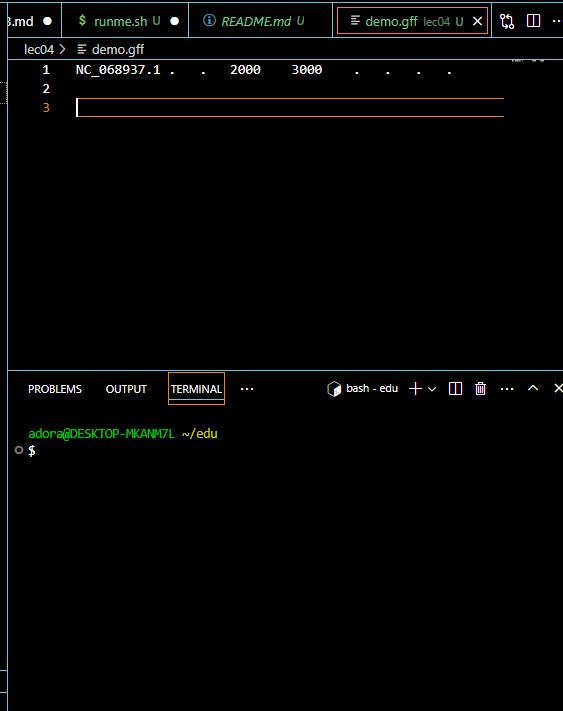 3.md $ runme.sh U README.md U demo.gff lec04 U
lec04 > demo.gff
1 NC_068937.1 . . 2000 3000 . . . .
2
3
PROBLEMS OUTPUT TERMINAL ... bash - edu
adora@DESKTOP-MKANM7L ~/edu
$